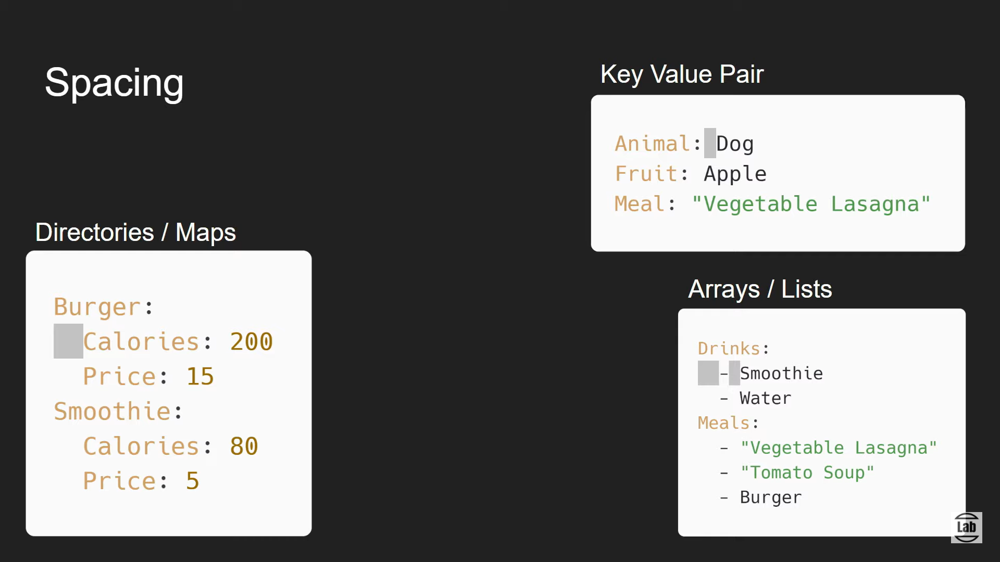 Spacing
Key Value Pair
Animal: Dog
Fruit: Apple
Meal: "Vegetable Lasagna"
Directories / Maps
Burger:
  Calories: 200
  Price: 15
Smoothie:
  Calories: 80
  Price: 5
Arrays / Lists
Drinks:
  - Smoothie
  - Water
Meals:
  - "Vegetable Lasagna"
  - "Tomato Soup"
  - Burger
Lab